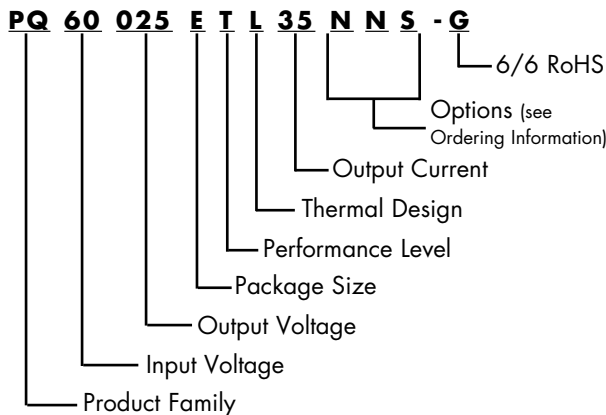 PQ 60 025 E T L 35 N N S - G
6/6 RoHS
Options (see
Ordering Information)
Output Current
Thermal Design
Performance Level
Package Size
Output Voltage
Input Voltage
Product Family